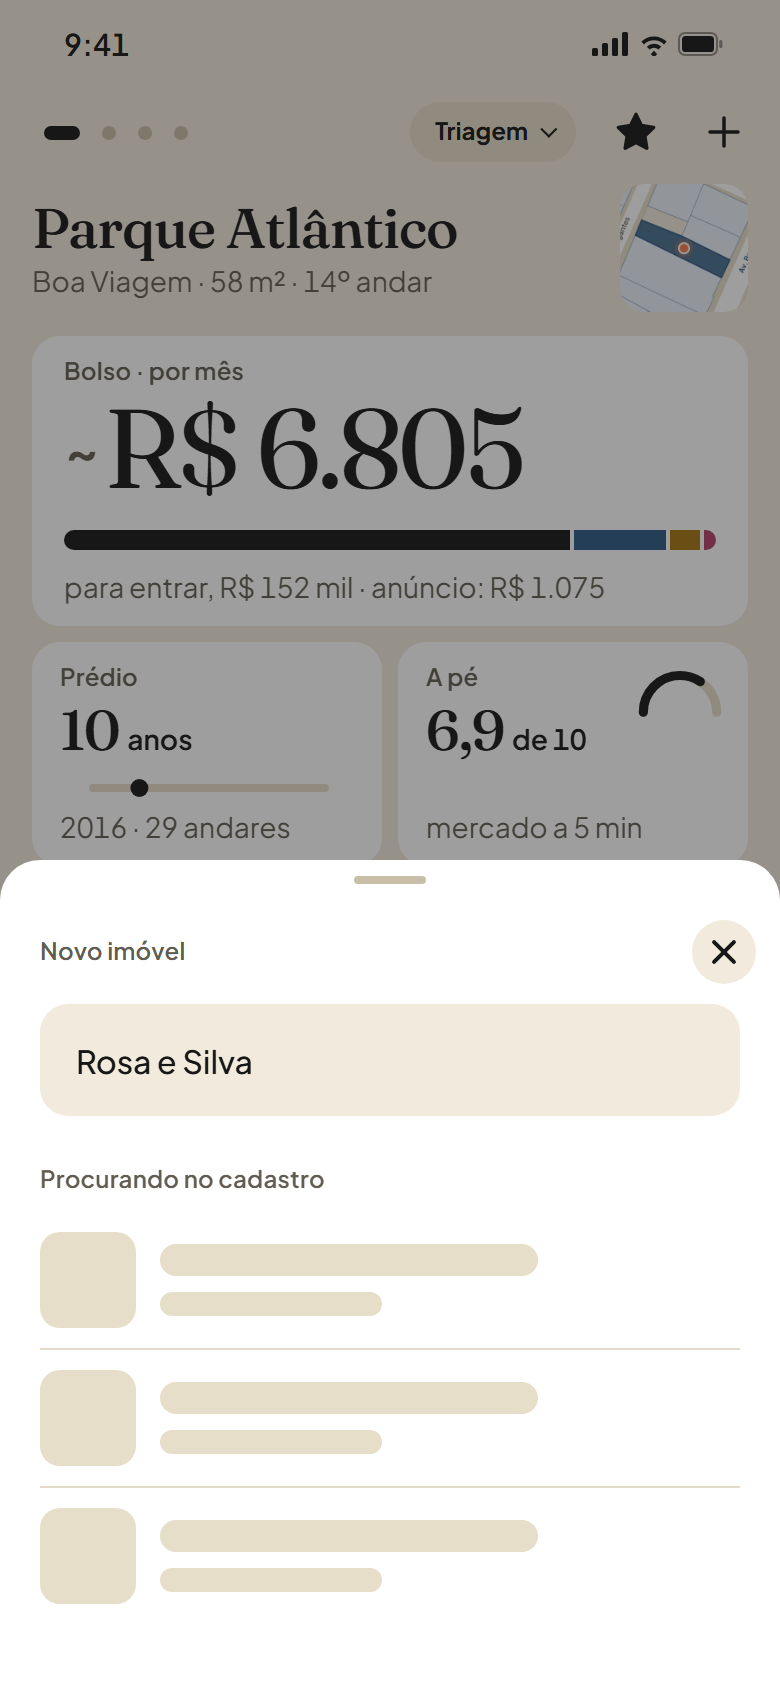 9:41
Triagem
Parque Atlântico
Boa Viagem · 58 m² · 14º andar
Bolso · por mês
~ R$ 6.805
para entrar, R$ 152 mil · anúncio: R$ 1.075
Prédio
10 anos
2016 · 29 andares
A pé
6,9 de 10
mercado a 5 min
Novo imóvel
Rosa e Silva
Procurando no cadastro